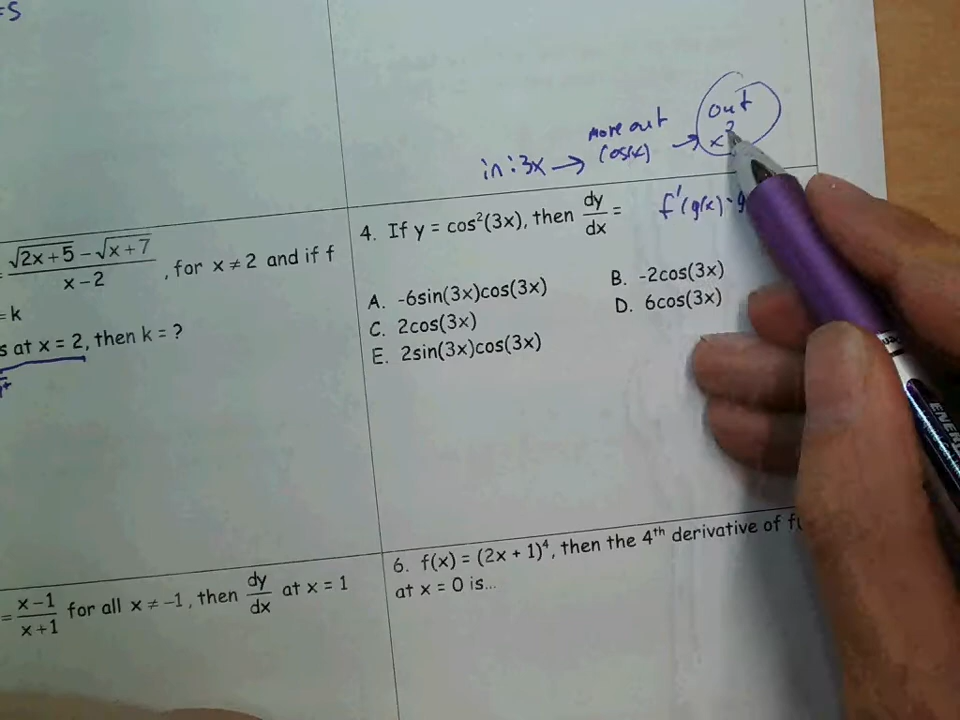 =5
more out
out
in: 3x → cos(x) → x²
√2x+5 − √x+7
x−2
, for x ≠ 2 and if f
= k
s at x = 2, then k = ?
4. If y = cos²(3x), then dy/dx =
f'(g(x)·g
A. -6sin(3x)cos(3x)
B. -2cos(3x)
C. 2cos(3x)
D. 6cos(3x)
E. 2sin(3x)cos(3x)
= x−1/x+1 for all x ≠ −1, then dy/dx at x = 1
6. f(x) = (2x + 1)⁴, then the 4th derivative of
at x = 0 is...